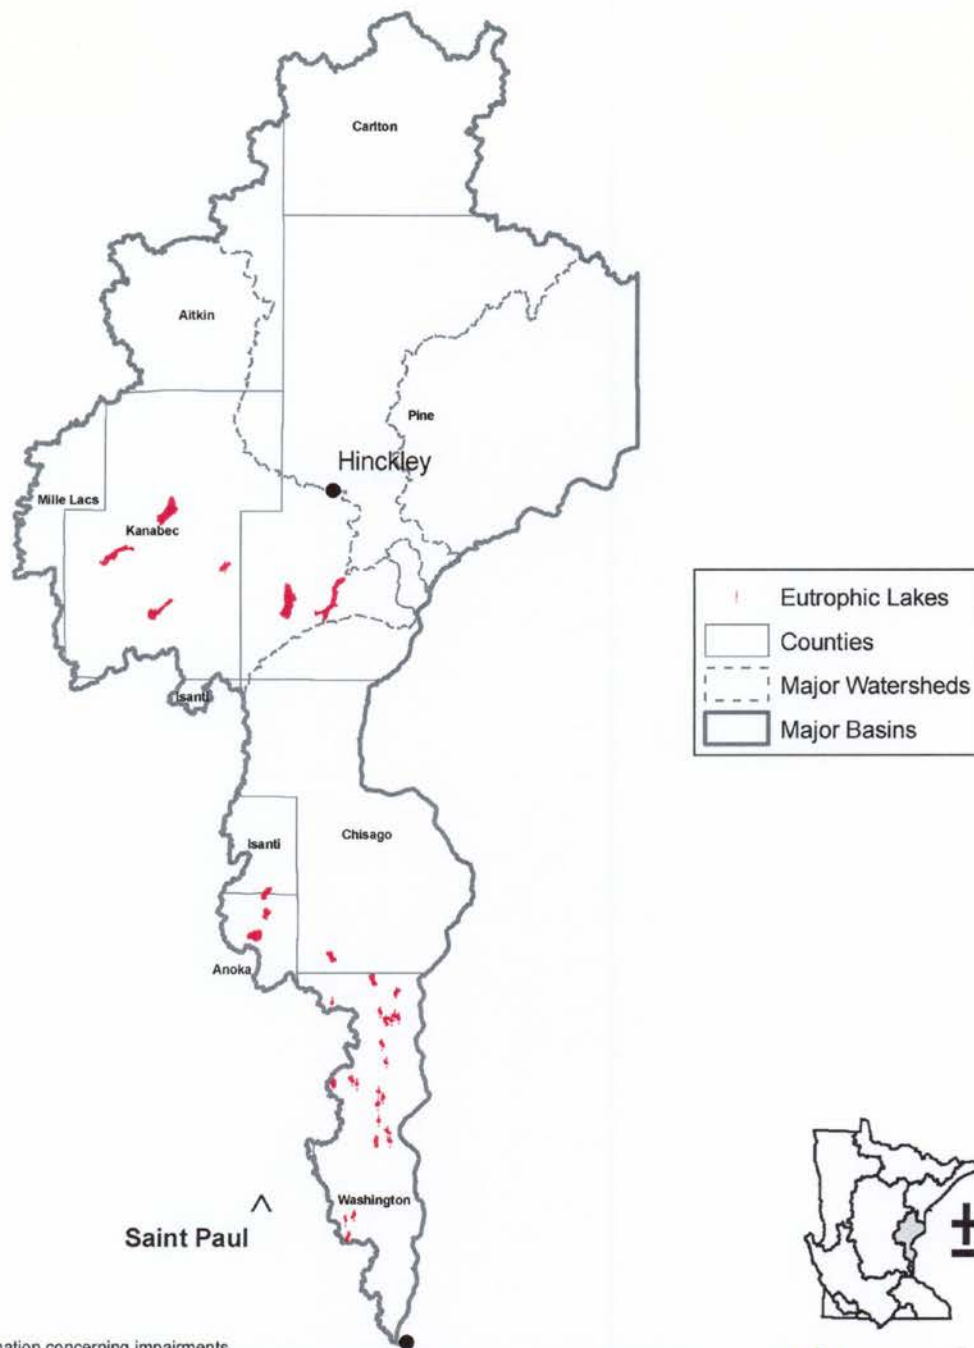 Carlton
Aitkin
Pine
Hinckley
Mille Lacs
Kanabec
Eutrophic Lakes
Counties
Major Watersheds
Major Basins
Isanti
Chisago
Isanti
Anoka
Washington
Saint Paul